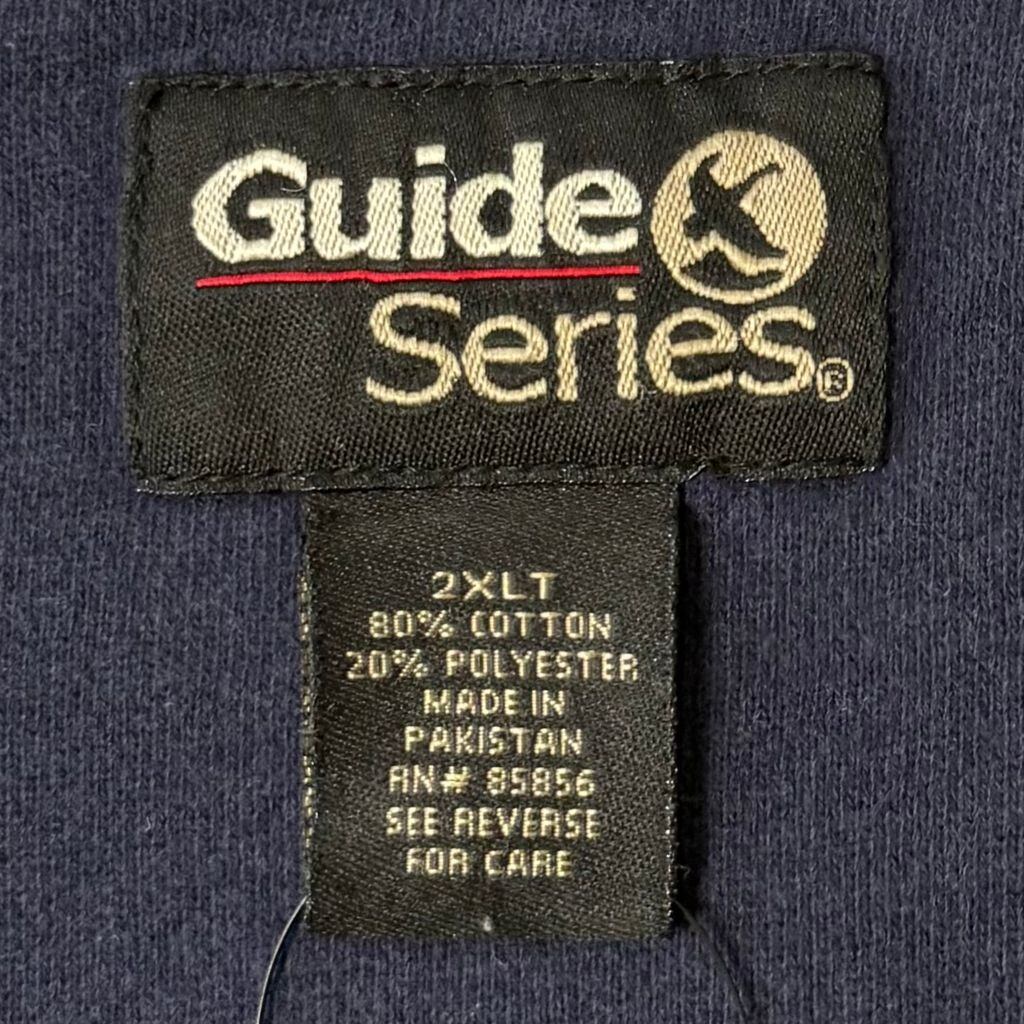 Guide
Series®
2XLT
80% COTTON
20% POLYESTER
MADE IN
PAKISTAN
RN# 85856
SEE REVERSE
FOR CARE